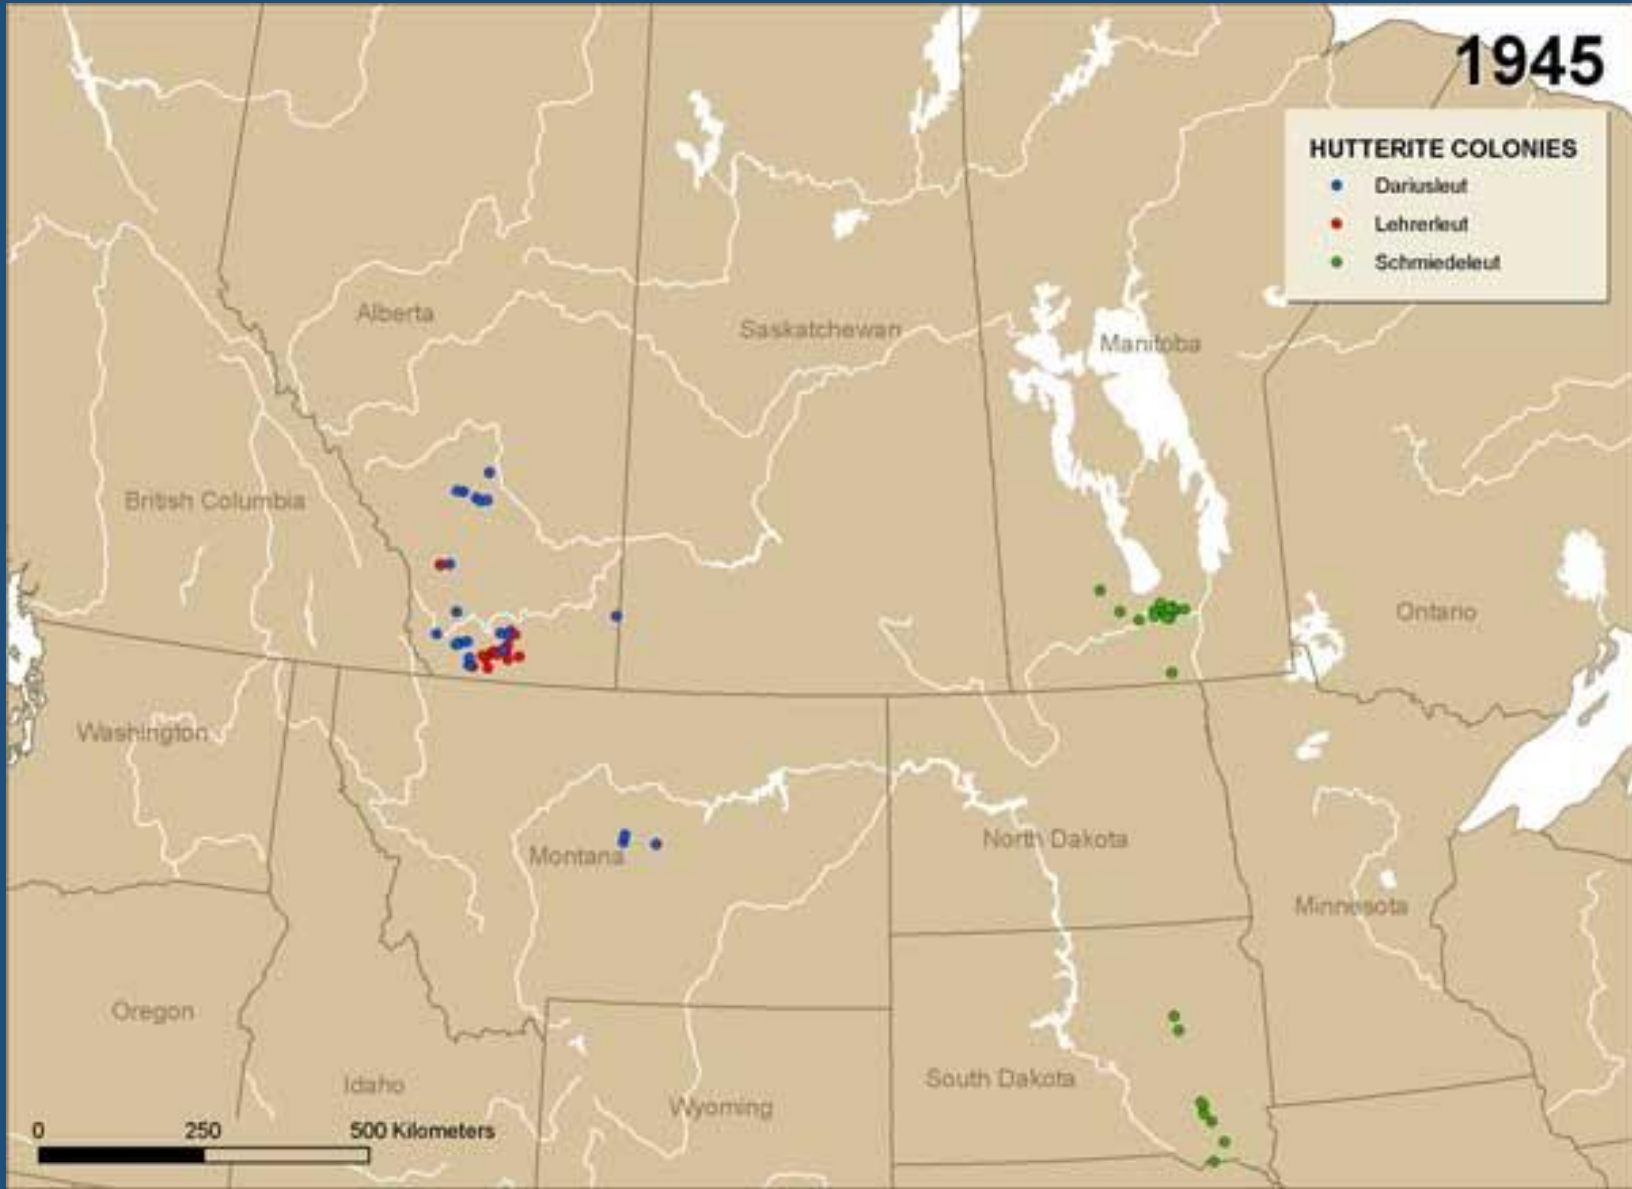 1945
HUTTERITE COLONIES
Dariusleut
Lehrerleut
Schmiedeleut
Alberta
Saskatchewan
Manitoba
British Columbia
Ontario
Washington
Montana
North Dakota
Minnesota
Oregon
Idaho
Wyoming
South Dakota
0 250 500 Kilometers